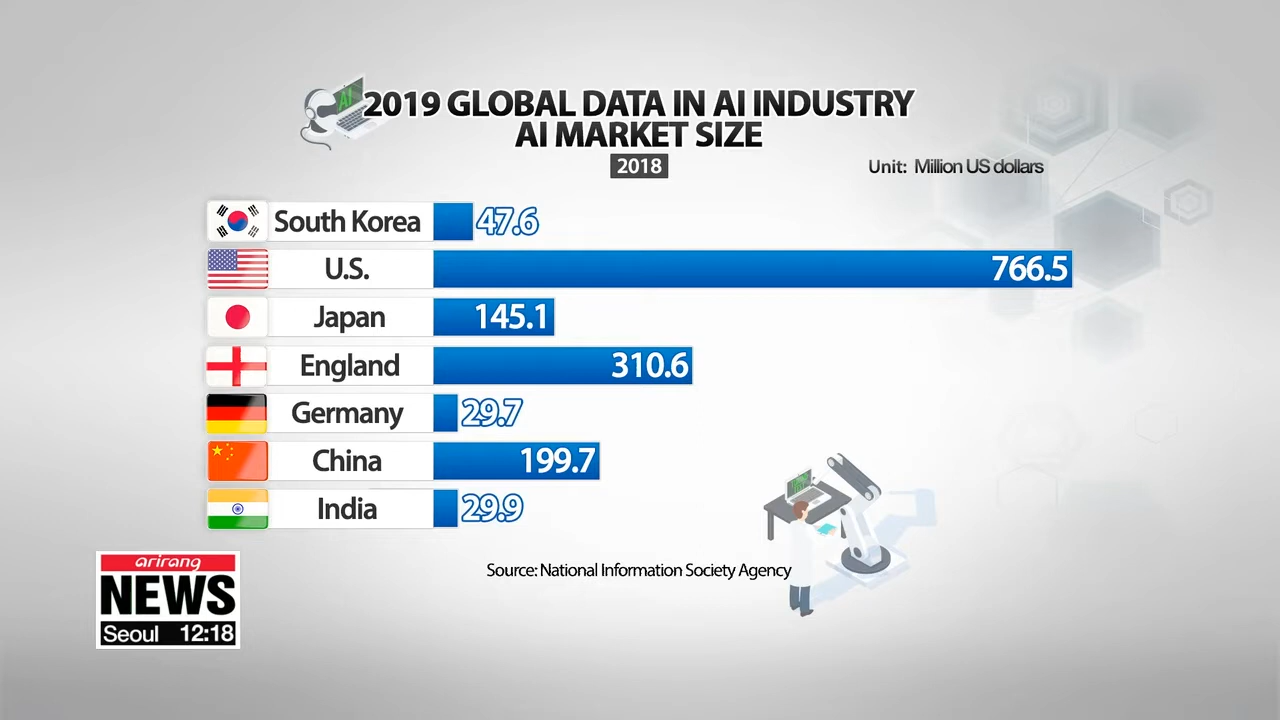 AI
2019 GLOBAL DATA IN AI INDUSTRY
AI MARKET SIZE
2018
Unit: Million US dollars
South Korea 47.6
U.S. 766.5
Japan 145.1
England 310.6
Germany 29.7
China 199.7
India 29.9
Source: National Information Society Agency
arirang
NEWS
Seoul 12:18